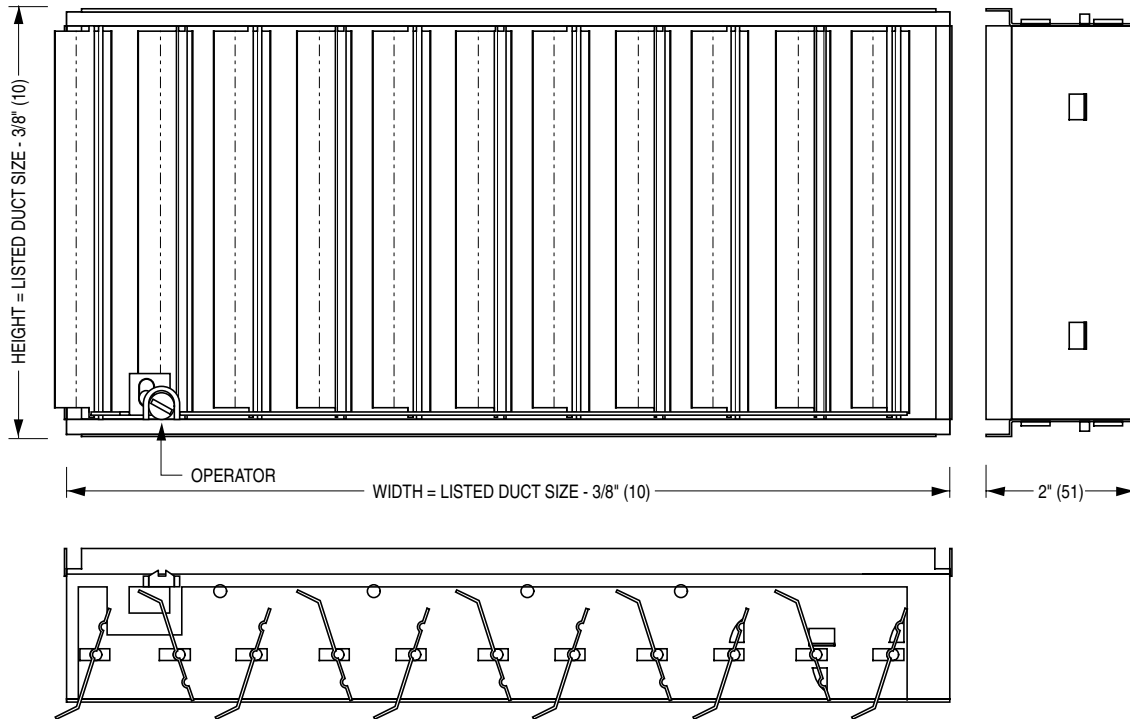 HEIGHT = LISTED DUCT SIZE - 3/8" (10)
OPERATOR
WIDTH = LISTED DUCT SIZE - 3/8" (10)
2" (51)